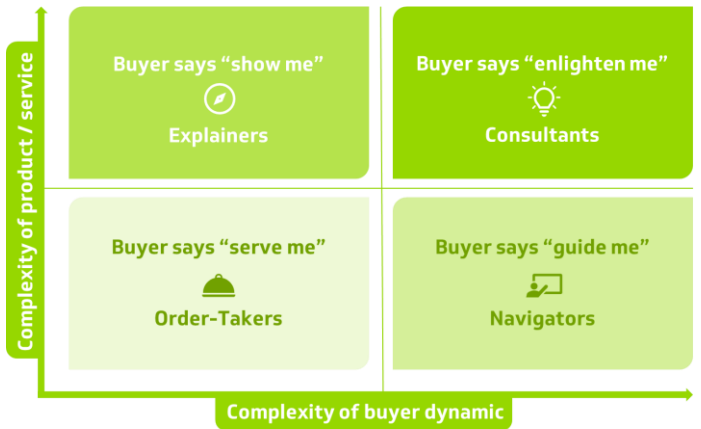 Complexity of product / service
Buyer says “show me”
Explainers
Buyer says “enlighten me”
Consultants
Buyer says “serve me”
Order-Takers
Buyer says “guide me”
Navigators
Complexity of buyer dynamic